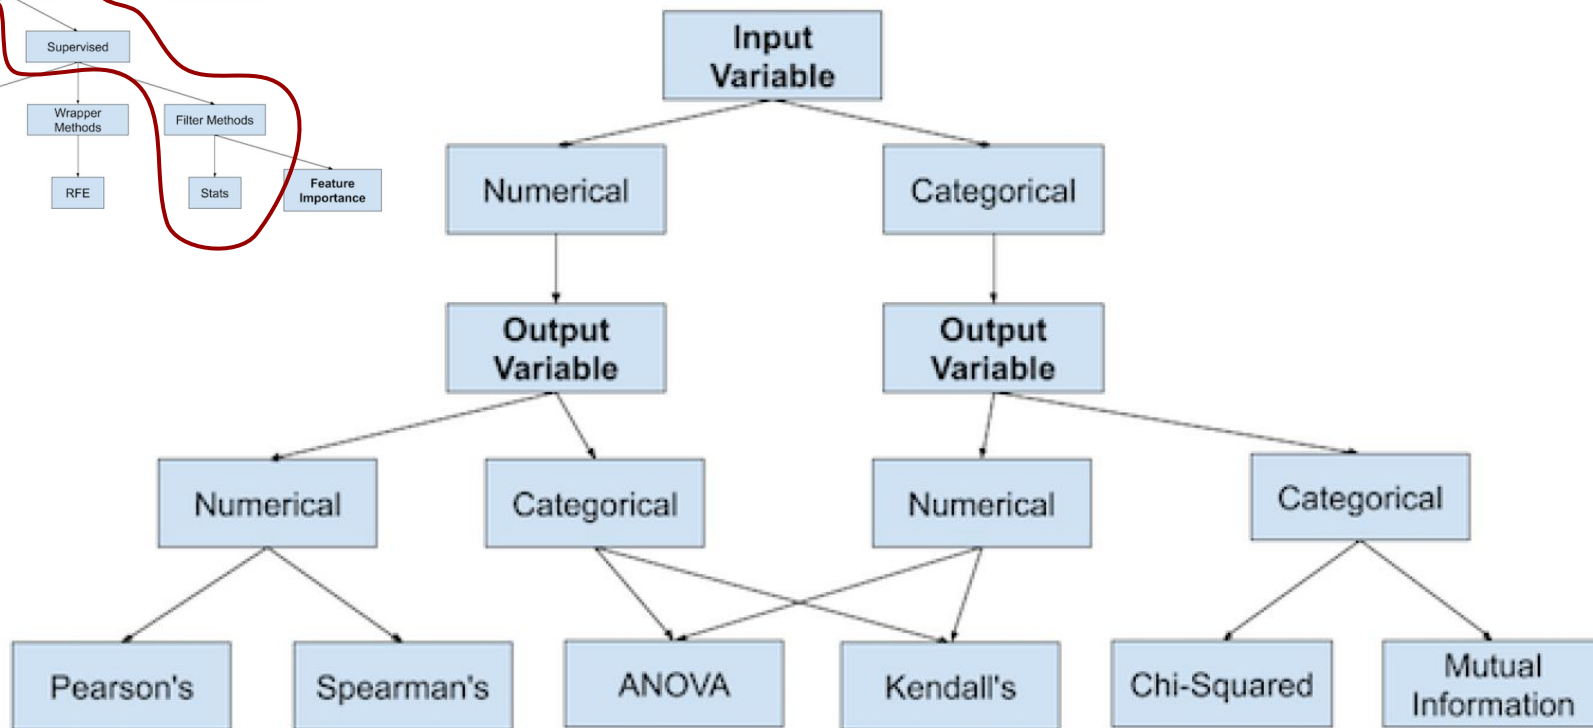 Supervised
Wrapper
Methods
Filter Methods
RFE
Stats
Feature
Importance
Input
Variable
Numerical
Categorical
Output
Variable
Output
Variable
Numerical
Categorical
Numerical
Categorical
Pearson's
Spearman's
ANOVA
Kendall's
Chi-Squared
Mutual
Information